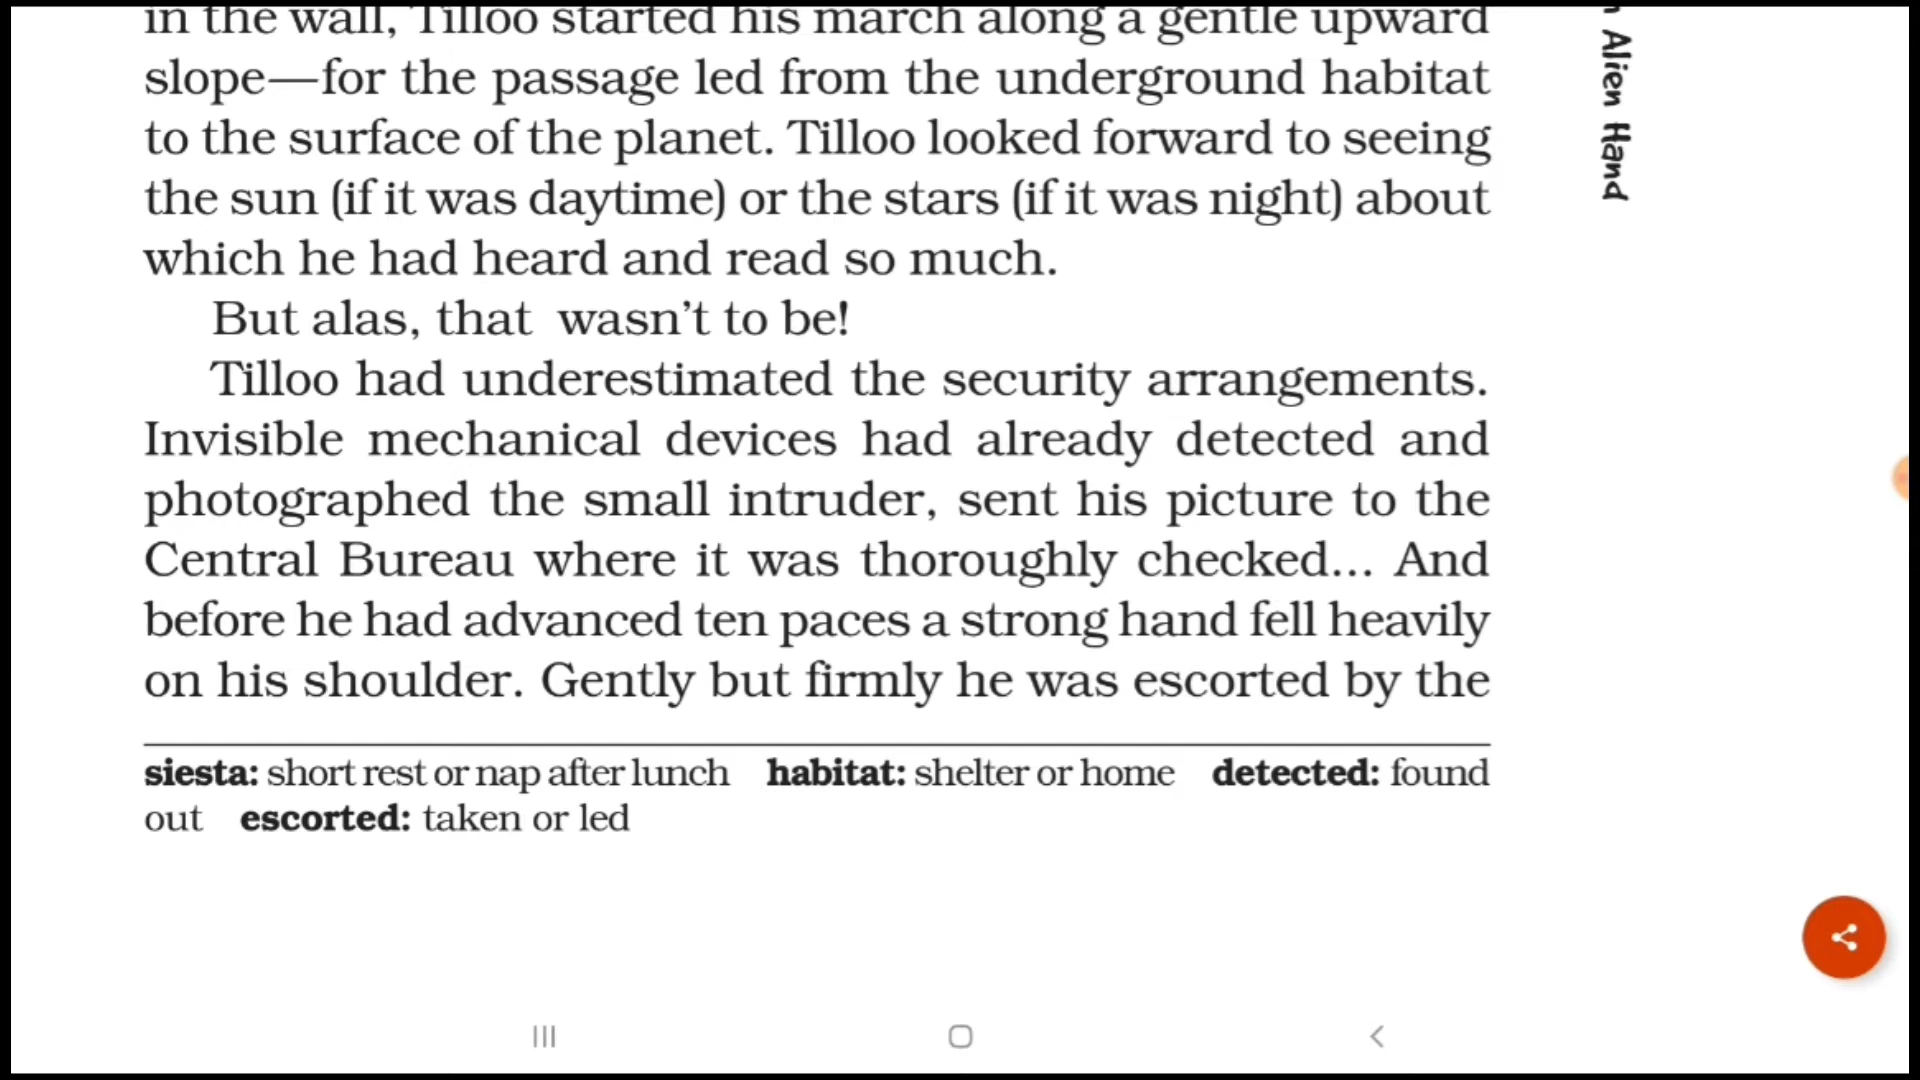 in the wall, Tilloo started his march along a gentle upward
slope—for the passage led from the underground habitat
to the surface of the planet. Tilloo looked forward to seeing
the sun (if it was daytime) or the stars (if it was night) about
which he had heard and read so much.
But alas, that wasn’t to be!
Tilloo had underestimated the security arrangements.
Invisible mechanical devices had already detected and
photographed the small intruder, sent his picture to the
Central Bureau where it was thoroughly checked... And
before he had advanced ten paces a strong hand fell heavily
on his shoulder. Gently but firmly he was escorted by the
siesta: short rest or nap after lunch habitat: shelter or home detected: found
out escorted: taken or led
Alien Hand